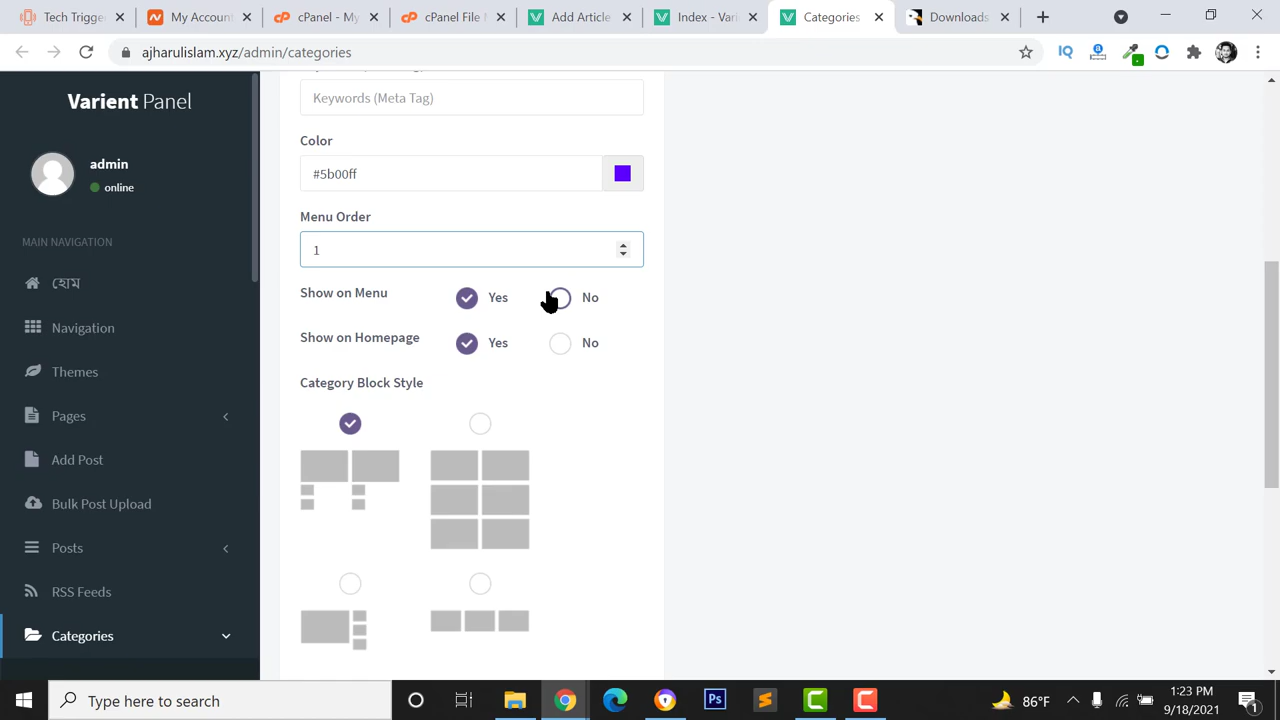 Tech Trigger
My Account
cPanel - My
cPanel File M
Add Article
Index - Vari
Categories
Downloads
ajharulislam.xyz/admin/categories
Varient Panel
admin
online
MAIN NAVIGATION
হোম
Navigation
Themes
Pages
Add Post
Bulk Post Upload
Posts
RSS Feeds
Categories
Keywords (Meta Tag)
Color
#5b00ff
Menu Order
1
Show on Menu
Yes
No
Show on Homepage
Yes
No
Category Block Style
Type here to search
86°F
1:23 PM
9/18/2021